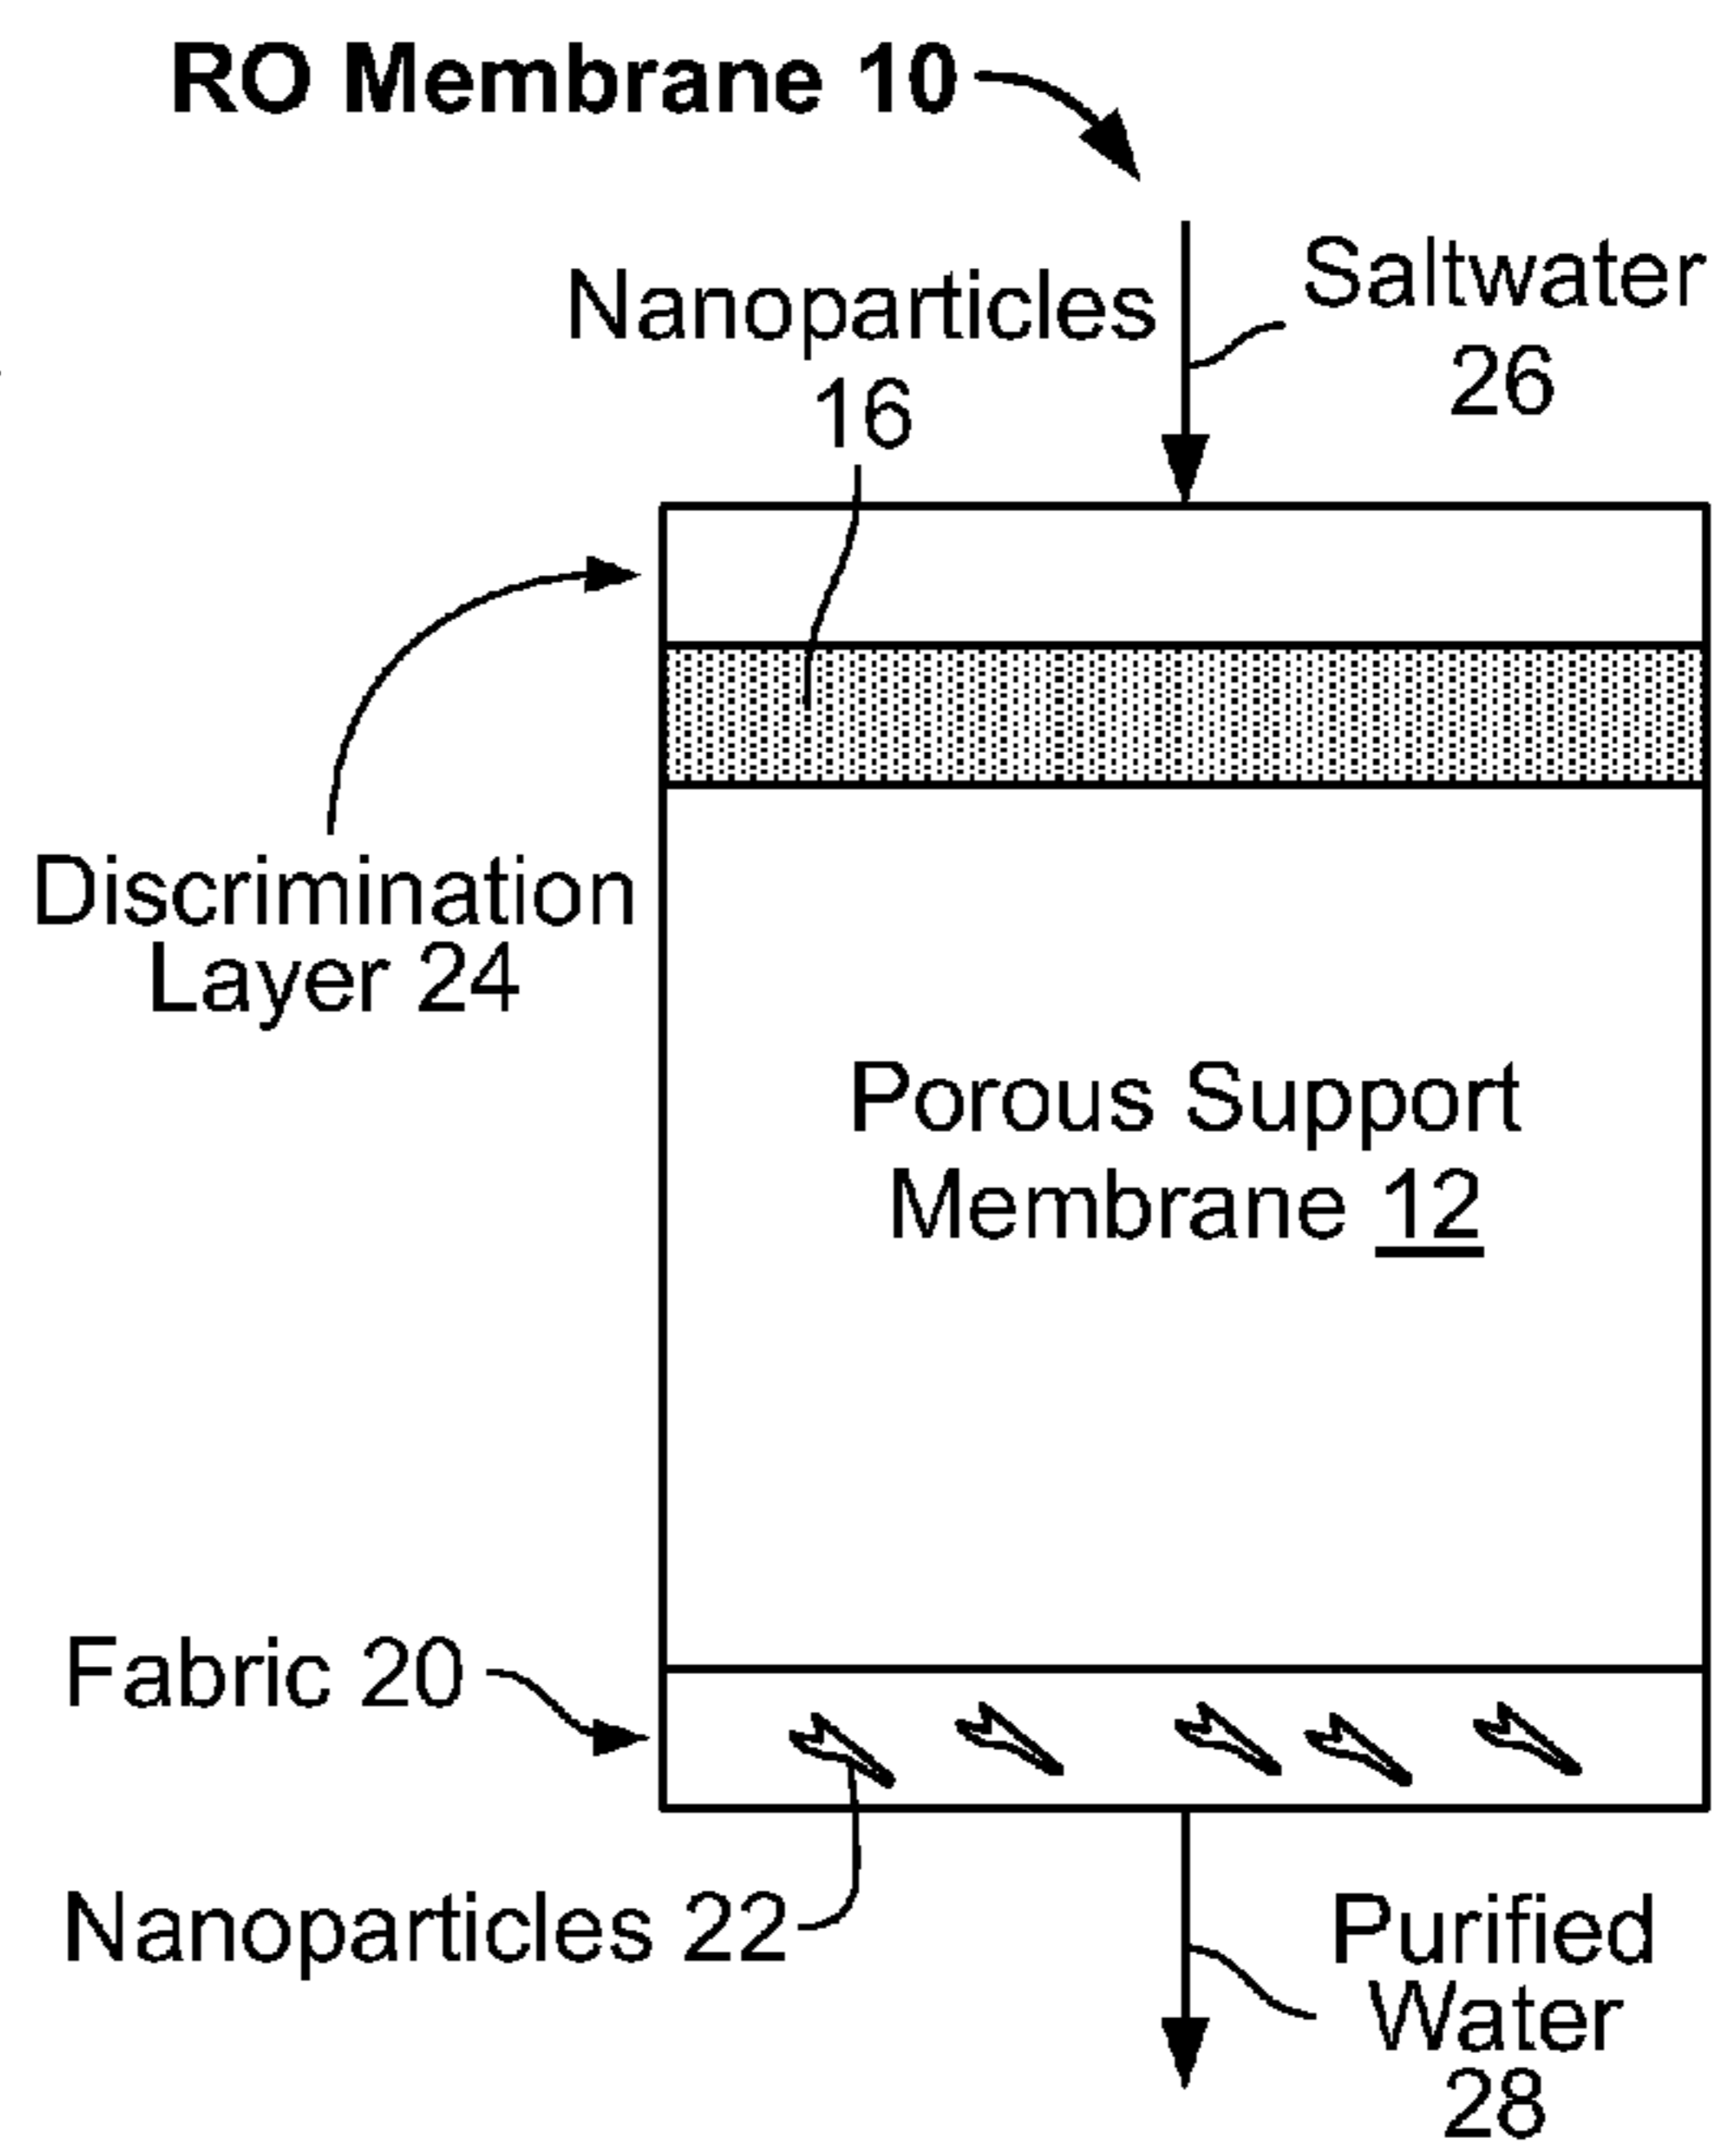 RO Membrane 10
Saltwater
26
Nanoparticles
16
Discrimination
Layer 24
Porous Support
Membrane 12
Fabric 20
Nanoparticles 22
Purified
Water
28